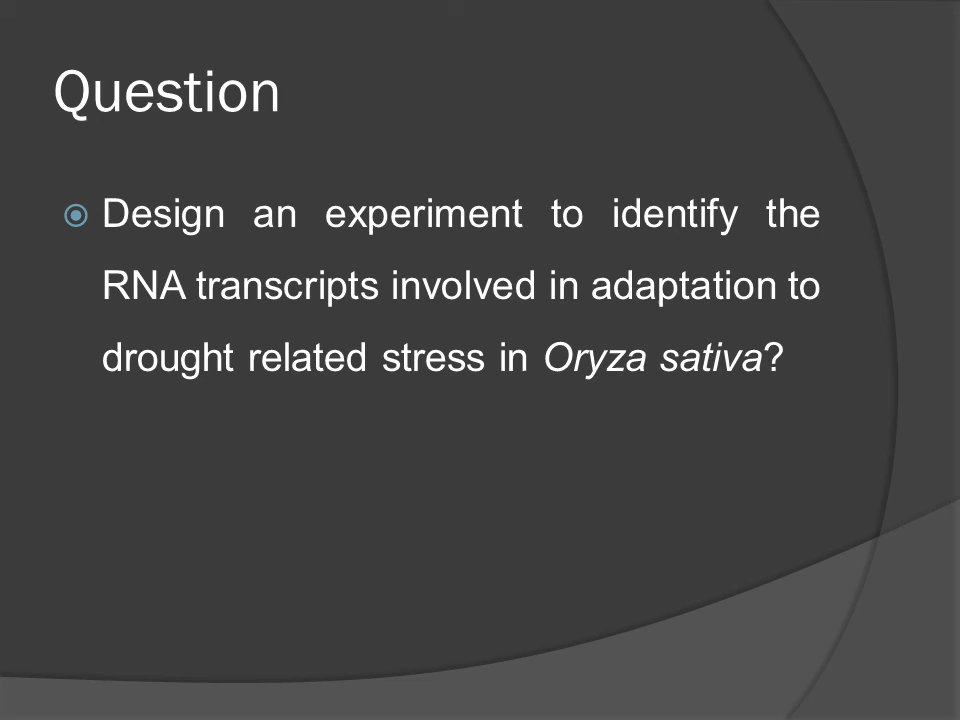 Question
Design an experiment to identify the
RNA transcripts involved in adaptation to
drought related stress in Oryza sativa?